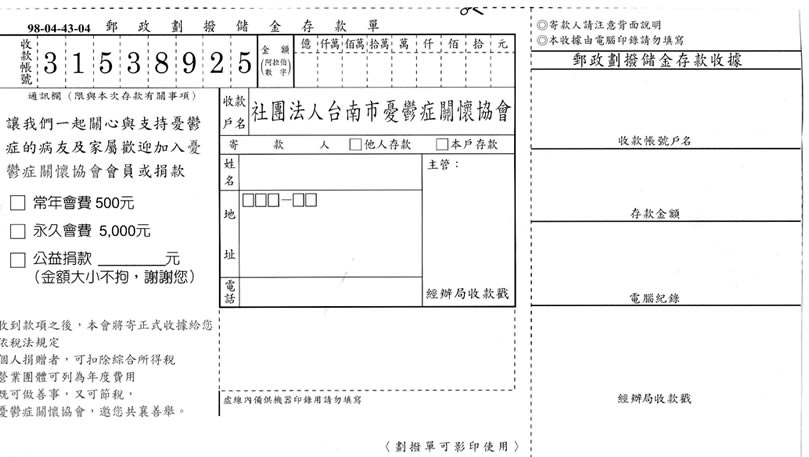 98-04-43-04 郵政劃撥儲金存款單
收款帳號 31538925
金額(阿拉伯數字) 億 仟萬 佰萬 拾萬 萬 仟 佰 拾 元
通訊欄(限與本次存款有關事項)
讓我們一起關心與支持憂鬱
症的病友及家屬歡迎加入憂
鬱症關懷協會會員或捐款
常年會費 500元
永久會費 5,000元
公益捐款 ________元
(金額大小不拘,謝謝您)
收到款項之後,本會將寄正式收據給您
依稅法規定
個人捐贈者,可扣除綜合所得稅
營業團體可列為年度費用
既可做善事,又可節稅,
憂鬱症關懷協會,邀您共襄善舉。
收款戶名 社團法人台南市憂鬱症關懷協會
寄款人 他人存款 本戶存款
姓名
主管:
地址
電話
經辦局收款戳
虛線內備供機器印錄用請勿填寫
〈劃撥單可影印使用〉
◎寄款人請注意背面說明
◎本收據由電腦印錄請勿填寫
郵政劃撥儲金存款收據
收款帳號戶名
存款金額
電腦紀錄
經辦局收款戳